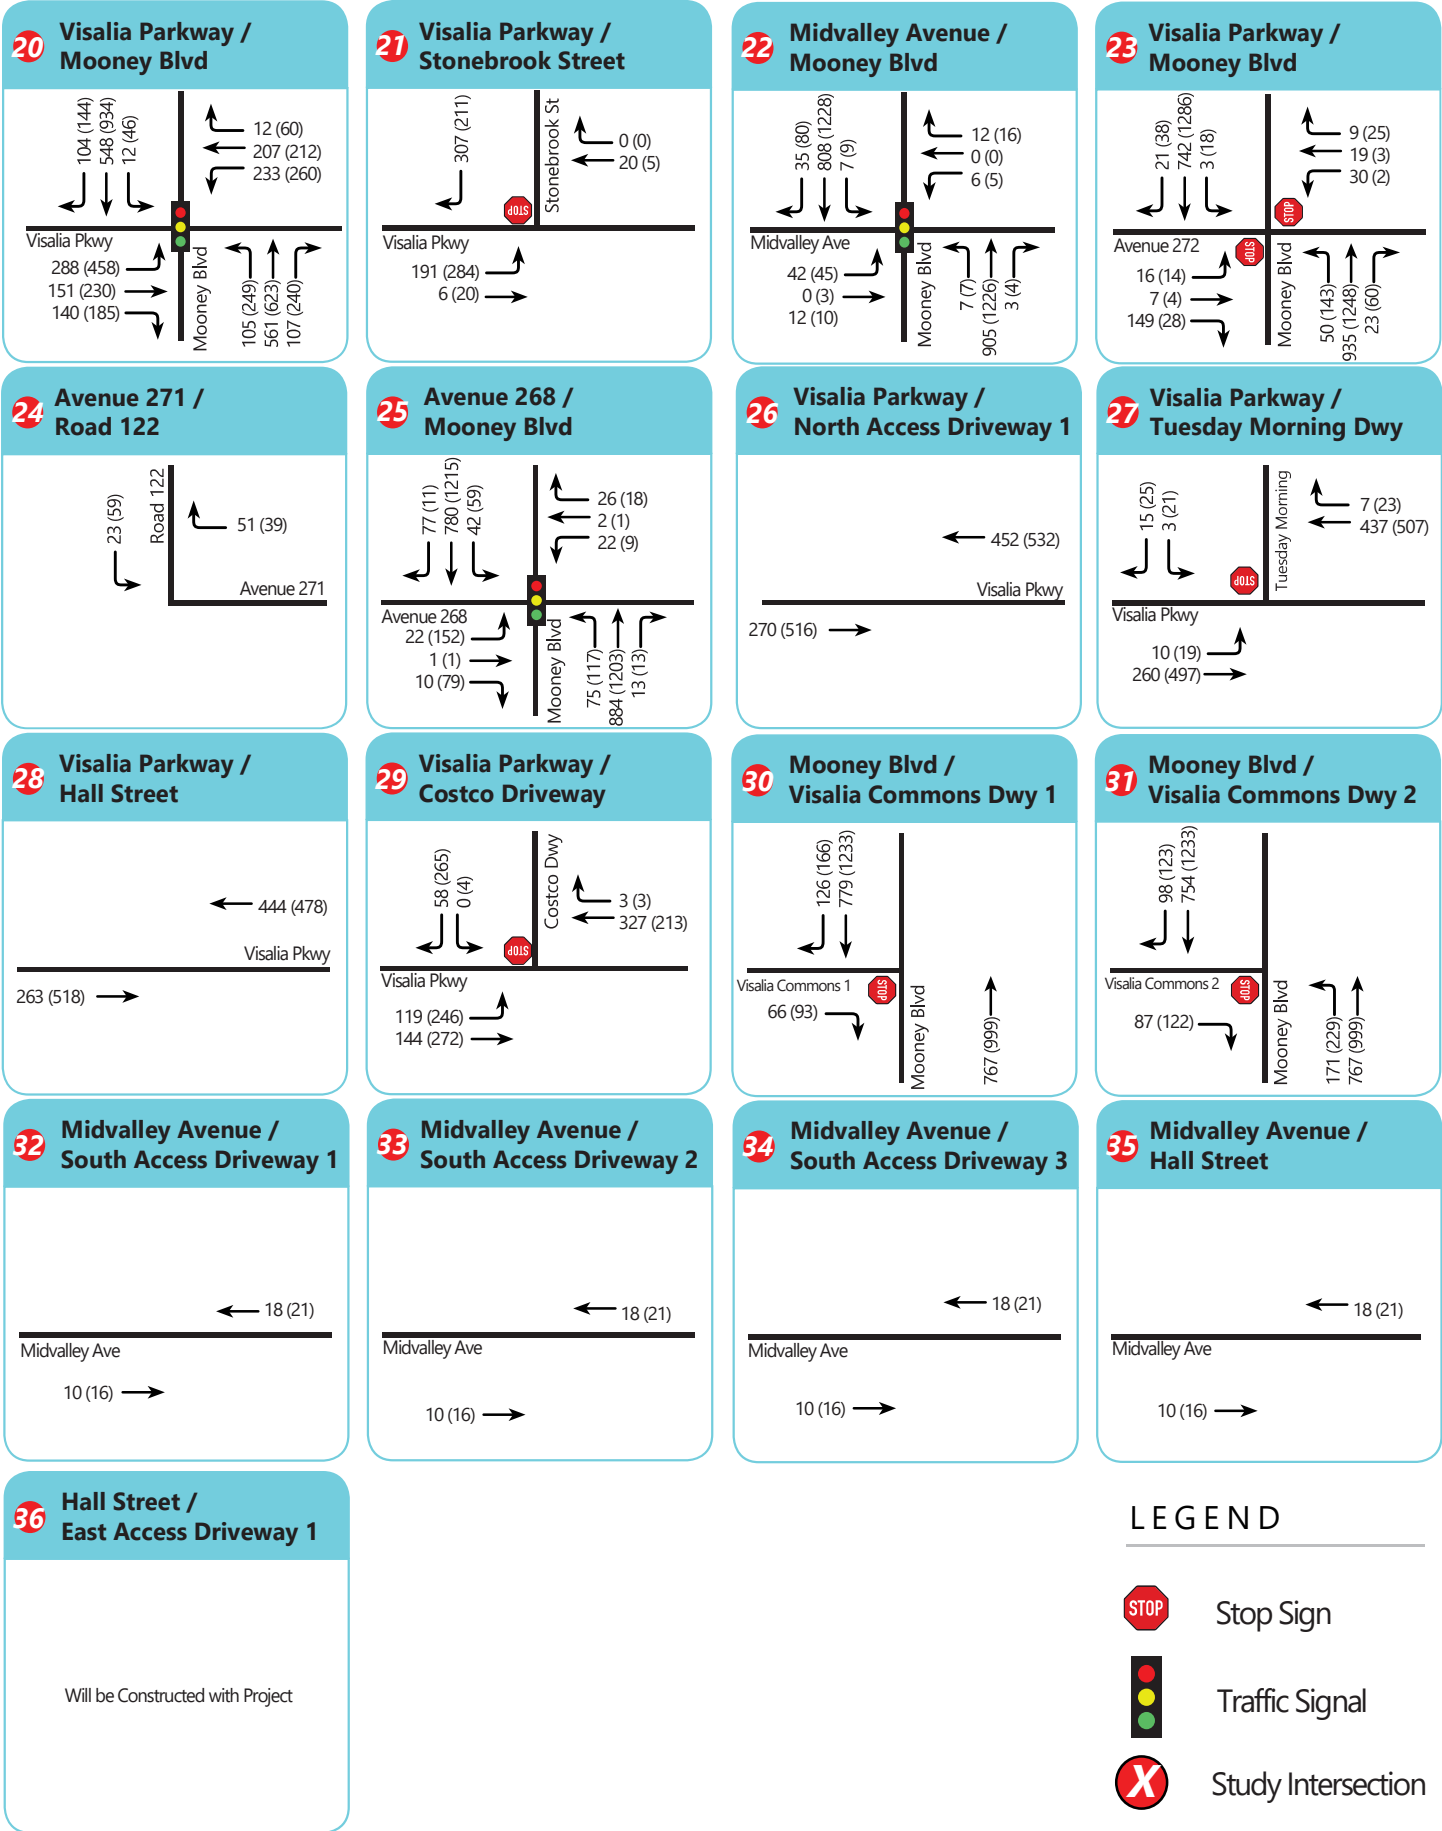 20
Visalia Parkway /
Mooney Blvd
104 (144)
548 (934)
12 (46)
12 (60)
207 (212)
233 (260)
Visalia Pkwy
288 (458)
151 (230)
140 (185)
Mooney Blvd
105 (249)
561 (623)
107 (240)
21
Visalia Parkway /
Stonebrook Street
307 (211)
Stonebrook St
0 (0)
20 (5)
STOP
Visalia Pkwy
191 (284)
6 (20)
22
Midvalley Avenue /
Mooney Blvd
35 (80)
808 (1228)
7 (9)
12 (16)
0 (0)
6 (5)
Midvalley Ave
42 (45)
0 (3)
12 (10)
Mooney Blvd
7 (7)
905 (1226)
3 (4)
23
Visalia Parkway /
Mooney Blvd
21 (38)
742 (1286)
3 (18)
9 (25)
19 (3)
30 (2)
STOP
Avenue 272
STOP
16 (14)
7 (4)
149 (28)
Mooney Blvd
50 (143)
935 (1248)
23 (60)
24
Avenue 271 /
Road 122
23 (59)
Road 122
51 (39)
Avenue 271
25
Avenue 268 /
Mooney Blvd
77 (11)
780 (1215)
42 (59)
26 (18)
2 (1)
22 (9)
Avenue 268
22 (152)
1 (1)
10 (79)
Mooney Blvd
75 (117)
884 (1203)
13 (13)
26
Visalia Parkway /
North Access Driveway 1
452 (532)
Visalia Pkwy
270 (516)
27
Visalia Parkway /
Tuesday Morning Dwy
15 (25)
3 (21)
Tuesday Morning
7 (23)
437 (507)
STOP
Visalia Pkwy
10 (19)
260 (497)
28
Visalia Parkway /
Hall Street
444 (478)
Visalia Pkwy
263 (518)
29
Visalia Parkway /
Costco Driveway
58 (265)
0 (4)
Costco Dwy
3 (3)
327 (213)
STOP
Visalia Pkwy
119 (246)
144 (272)
30
Mooney Blvd /
Visalia Commons Dwy 1
126 (166)
779 (1233)
Visalia Commons 1
STOP
66 (93)
Mooney Blvd
767 (999)
31
Mooney Blvd /
Visalia Commons Dwy 2
98 (123)
754 (1233)
Visalia Commons 2
STOP
87 (122)
Mooney Blvd
171 (229)
767 (999)
32
Midvalley Avenue /
South Access Driveway 1
18 (21)
Midvalley Ave
10 (16)
33
Midvalley Avenue /
South Access Driveway 2
18 (21)
Midvalley Ave
10 (16)
34
Midvalley Avenue /
South Access Driveway 3
18 (21)
Midvalley Ave
10 (16)
35
Midvalley Avenue /
Hall Street
18 (21)
Midvalley Ave
10 (16)
36
Hall Street /
East Access Driveway 1
Will be Constructed with Project
LEGEND
STOP
Stop Sign
Traffic Signal
X
Study Intersection